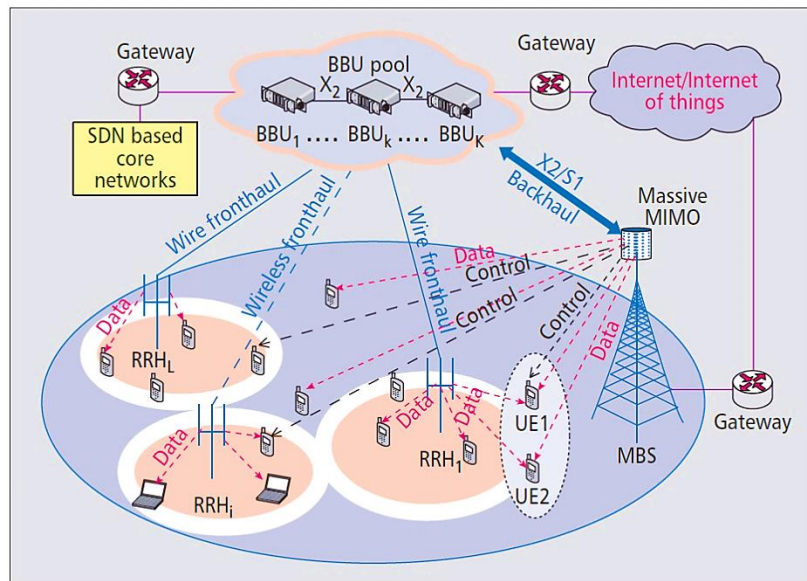 Gateway
BBU pool
X2
X2
BBU1 .... BBUk .... BBUK
Gateway
Internet/Internet
of things
SDN based
core
networks
X2/S1
Backhaul
Massive
MIMO
Wire fronthaul
Wireless fronthaul
Wire fronthaul
Data
Control
Control
Control
Data
Data
RRHL
Data
RRH1
UE1
UE2
Data
RRHi
MBS
Gateway